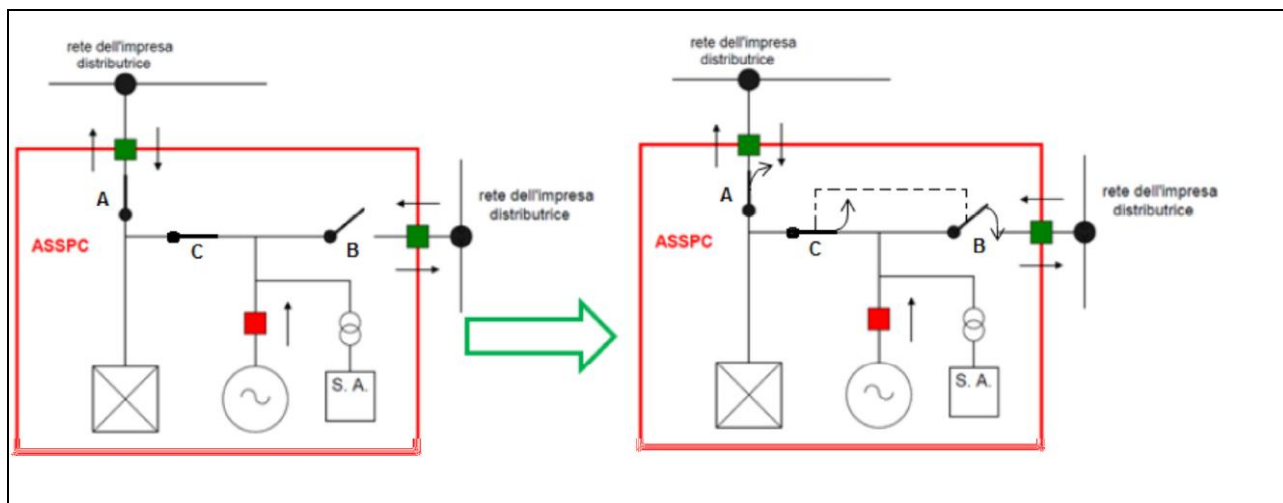 rete dell'impresa
distributrice
A
ASSPC
C
B
rete dell'impresa
distributrice
S. A.
rete dell'impresa
distributrice
A
ASSPC
C
B
rete dell'impresa
distributrice
S. A.